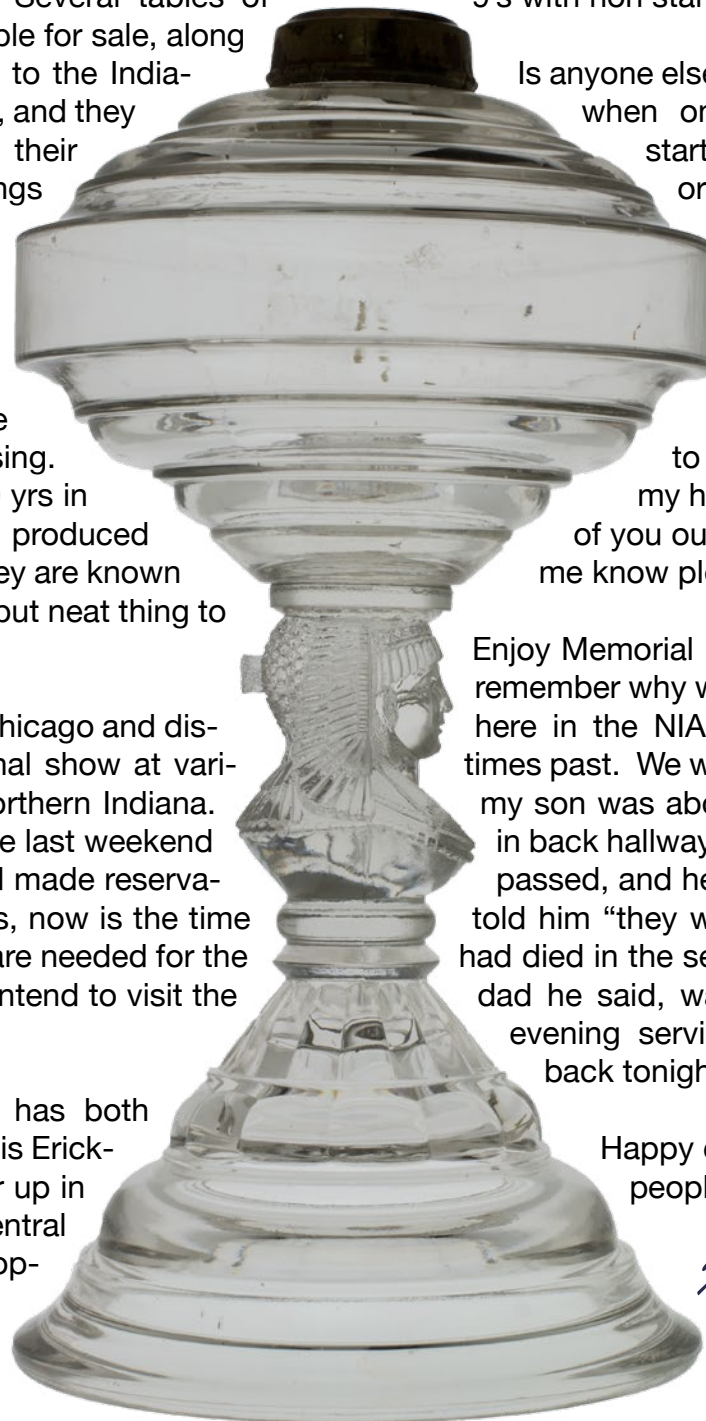 Several tables of
ble for sale, along
to the India-
, and they
their
ngs
e
sing.
yrs in
produced
ey are known
but neat thing to
hicago and dis-
nal show at vari-
orthern Indiana.
e last weekend
made reserva-
s, now is the time
are needed for the
ntend to visit the
has both
is Erick-
r up in
entral
op-
9's with non star
Is anyone else
when on
start
or
to
my h
of you ou
me know ple
Enjoy Memorial
remember why w
here in the NIA
times past. We w
my son was abo
in back hallway
passed, and he
told him “they w
had died in the se
dad he said, wa
evening servi
back tonigh
Happy c
peopl